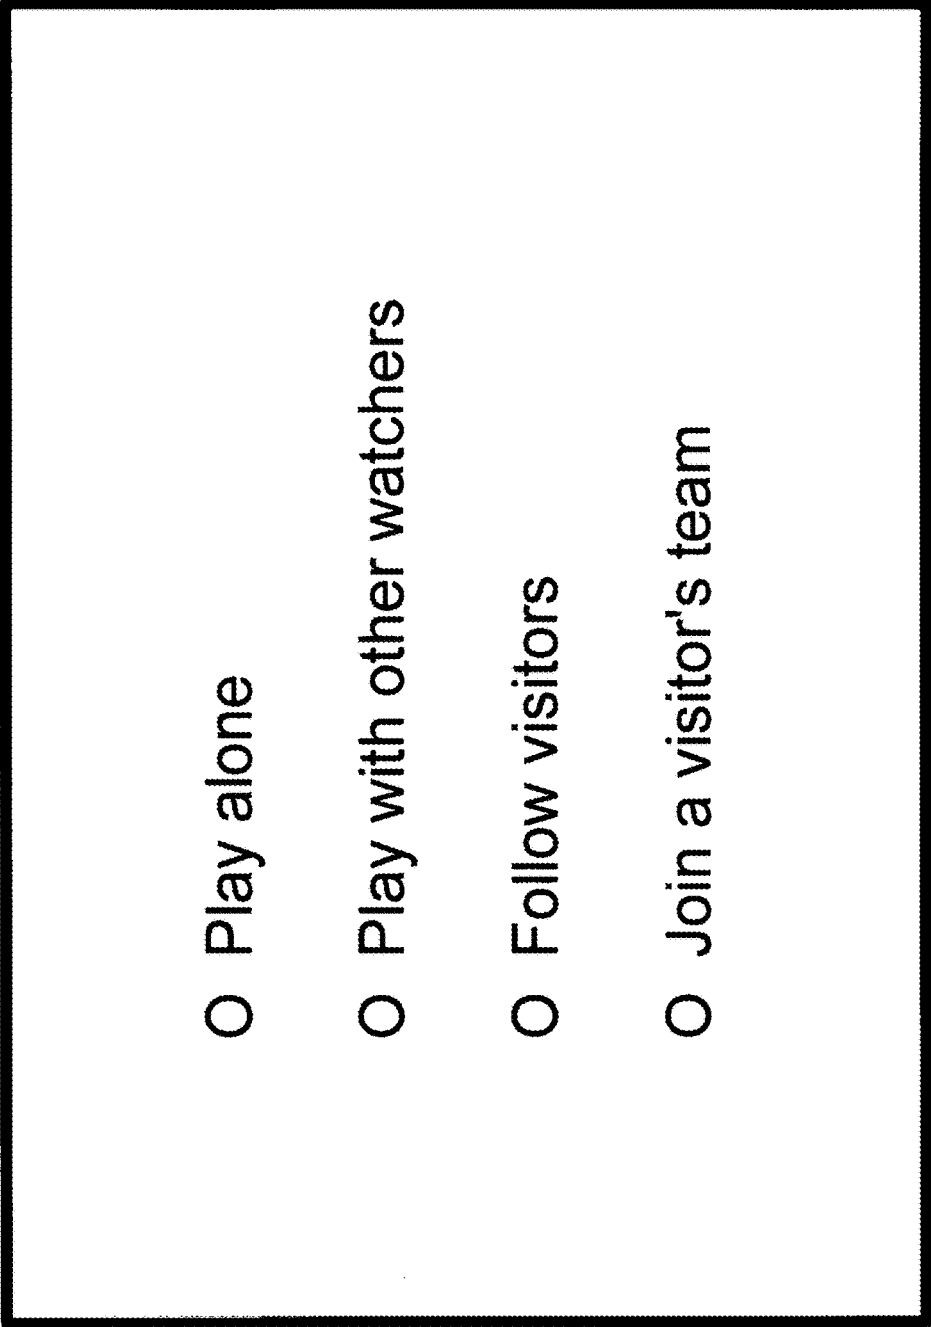 O Play alone
O Play with other watchers
O Follow visitors
O Join a visitor's team